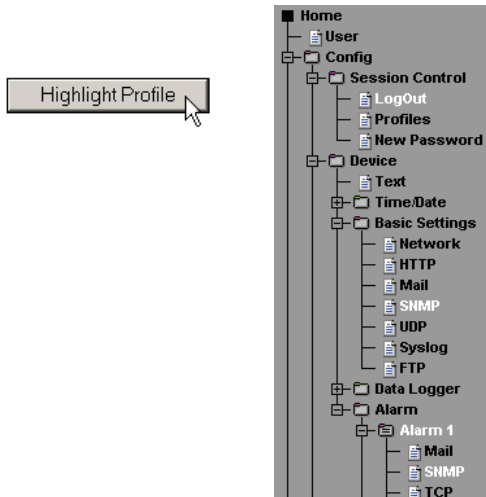 Highlight Profile
Home
User
Config
Session Control
LogOut
Profiles
New Password
Device
Text
Time/Date
Basic Settings
Network
HTTP
Mail
SNMP
UDP
Syslog
FTP
Data Logger
Alarm
Alarm 1
Mail
SNMP
TCP